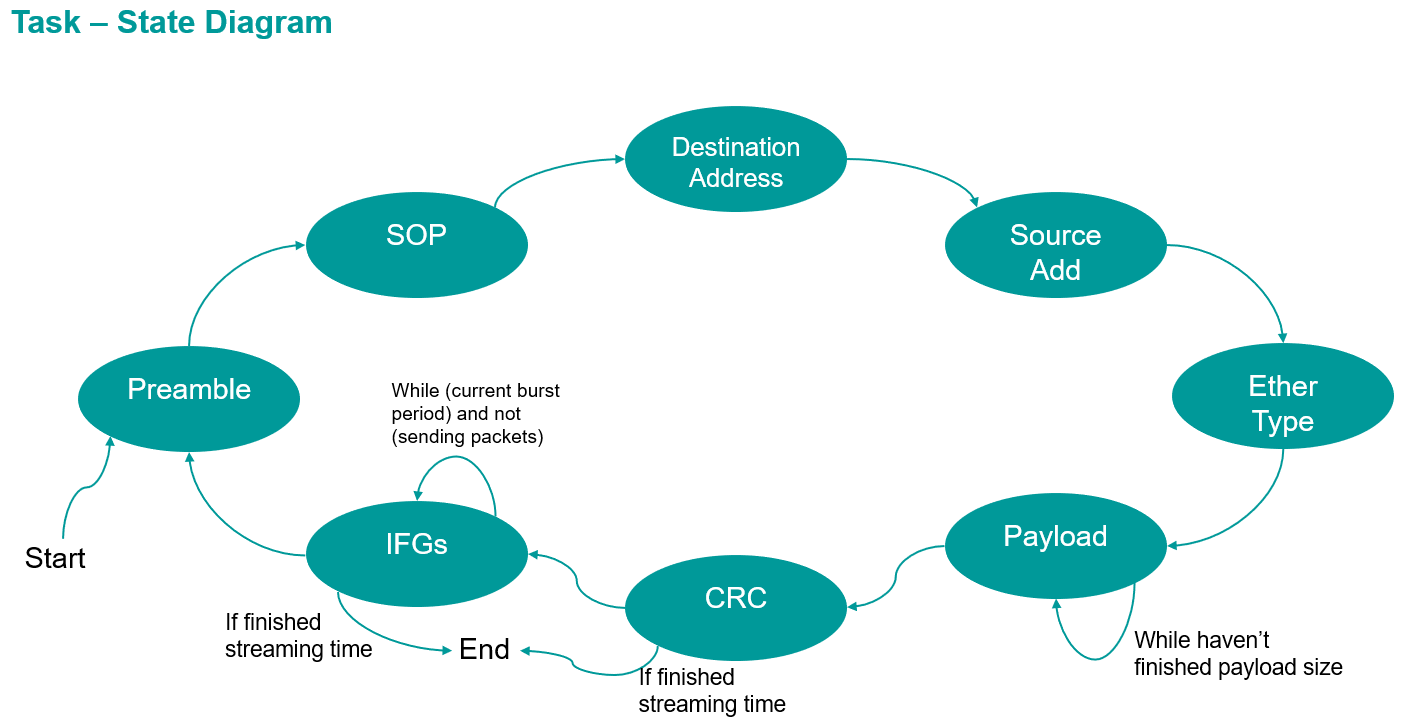 Task – State Diagram
Destination
Address
SOP
Source
Add
Preamble
Ether
Type
While (current burst
period) and not
(sending packets)
Start
IFGs
Payload
CRC
If finished
streaming time
End
While haven’t
finished payload size
If finished
streaming time